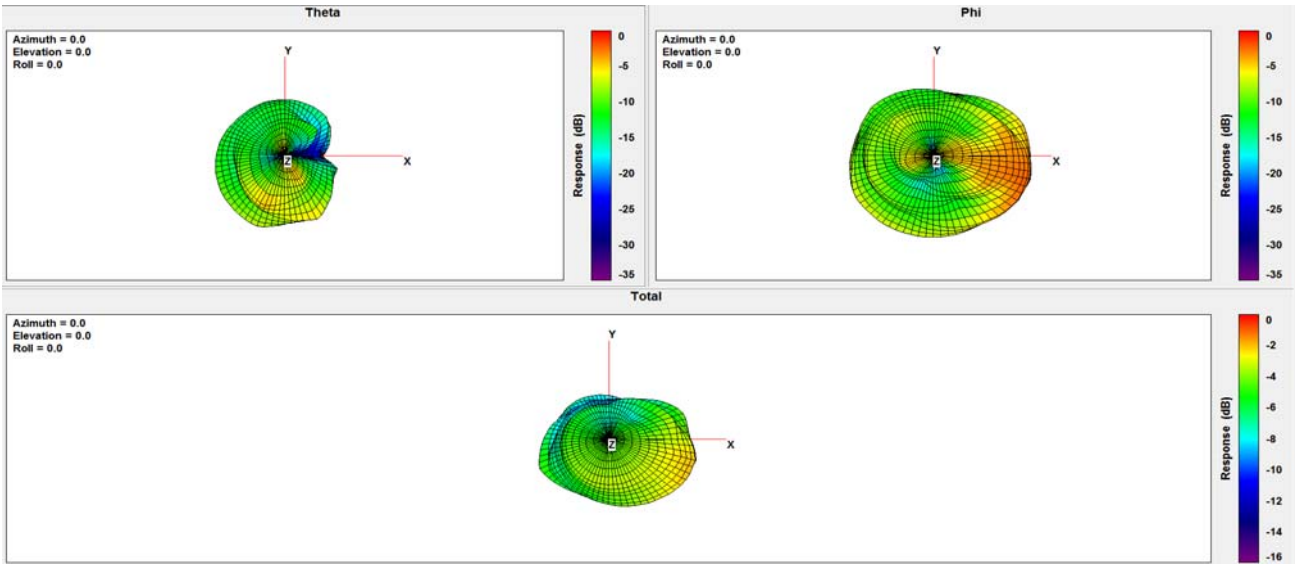 Theta
Azimuth = 0.0
Elevation = 0.0
Roll = 0.0
Y
X
Z
0
-5
-10
-15
-20
-25
-30
-35
Response (dB)
Phi
Azimuth = 0.0
Elevation = 0.0
Roll = 0.0
Y
X
Z
0
-5
-10
-15
-20
-25
-30
-35
Response (dB)
Total
Azimuth = 0.0
Elevation = 0.0
Roll = 0.0
Y
X
Z
0
-2
-4
-6
-8
-10
-12
-14
-16
Response (dB)